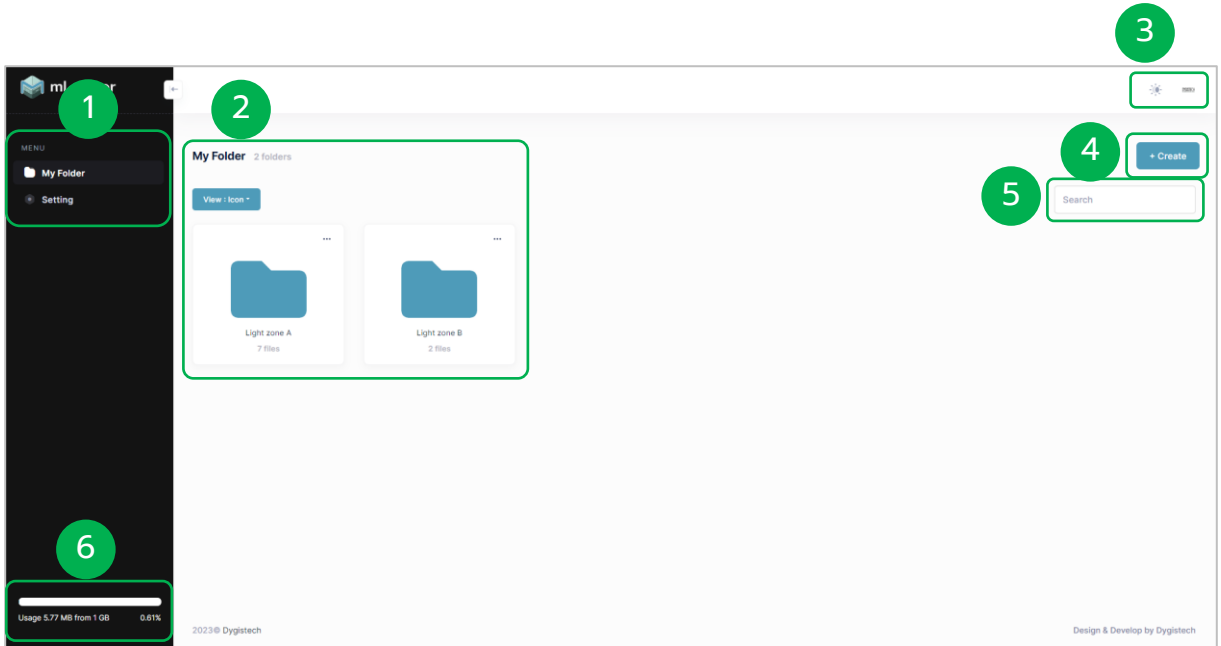 3
1
2
MENU
My Folder
Setting
My Folder 2 folders
4
+ Create
5
Search
View : Icon
...
...
Light zone A
7 files
Light zone B
2 files
6
Usage 5.77 MB from 1 GB 0.61%
2023© Dygistech
Design & Develop by Dygistech